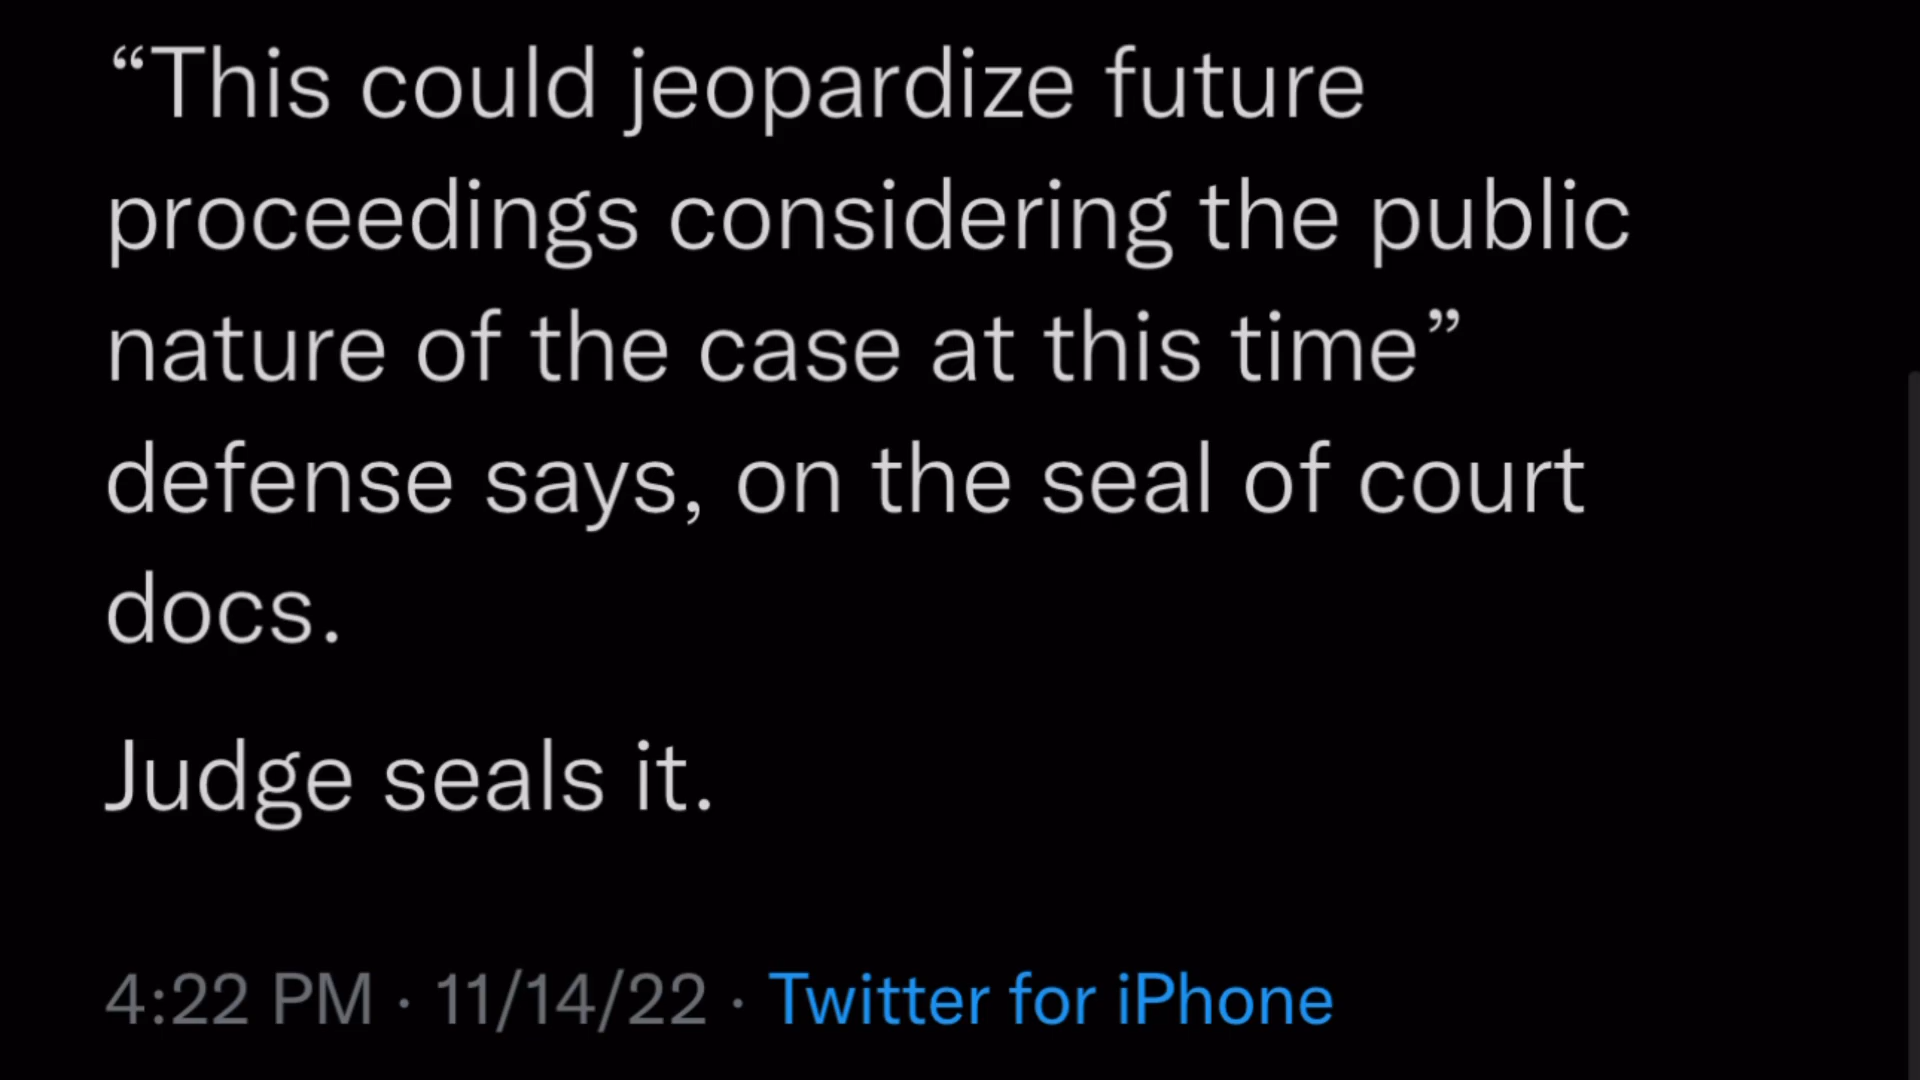 “This could jeopardize future
proceedings considering the public
nature of the case at this time”
defense says, on the seal of court
docs.
Judge seals it.
4:22 PM · 11/14/22 · Twitter for iPhone